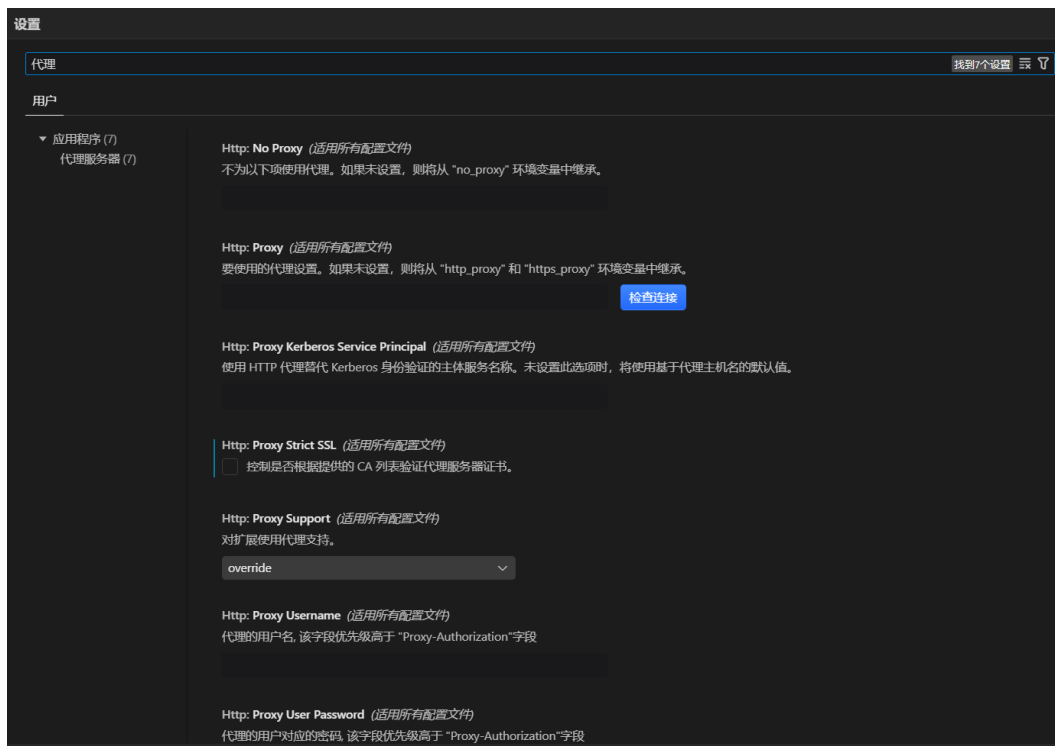 设置
代理
找到7个设置
用户
应用程序 (7)
代理服务器 (7)
Http: No Proxy (适用所有配置文件)
不为以下项使用代理。如果未设置，则将从 "no_proxy" 环境变量中继承。
Http: Proxy (适用所有配置文件)
要使用的代理设置。如果未设置，则将从 "http_proxy" 和 "https_proxy" 环境变量中继承。
检查连接
Http: Proxy Kerberos Service Principal (适用所有配置文件)
使用 HTTP 代理替代 Kerberos 身份验证的主体服务名称。未设置此选项时，将使用基于代理主机名的默认值。
Http: Proxy Strict SSL (适用所有配置文件)
控制是否根据提供的 CA 列表验证代理服务器证书。
Http: Proxy Support (适用所有配置文件)
对扩展使用代理支持。
override
Http: Proxy Username (适用所有配置文件)
代理的用户名, 该字段优先级高于 "Proxy-Authorization"字段
Http: Proxy User Password (适用所有配置文件)
代理的用户对应的密码, 该字段优先级高于 "Proxy-Authorization"字段